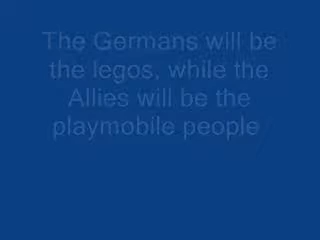 The Germans will be
the legos, while the
Allies will be the
playmobile people